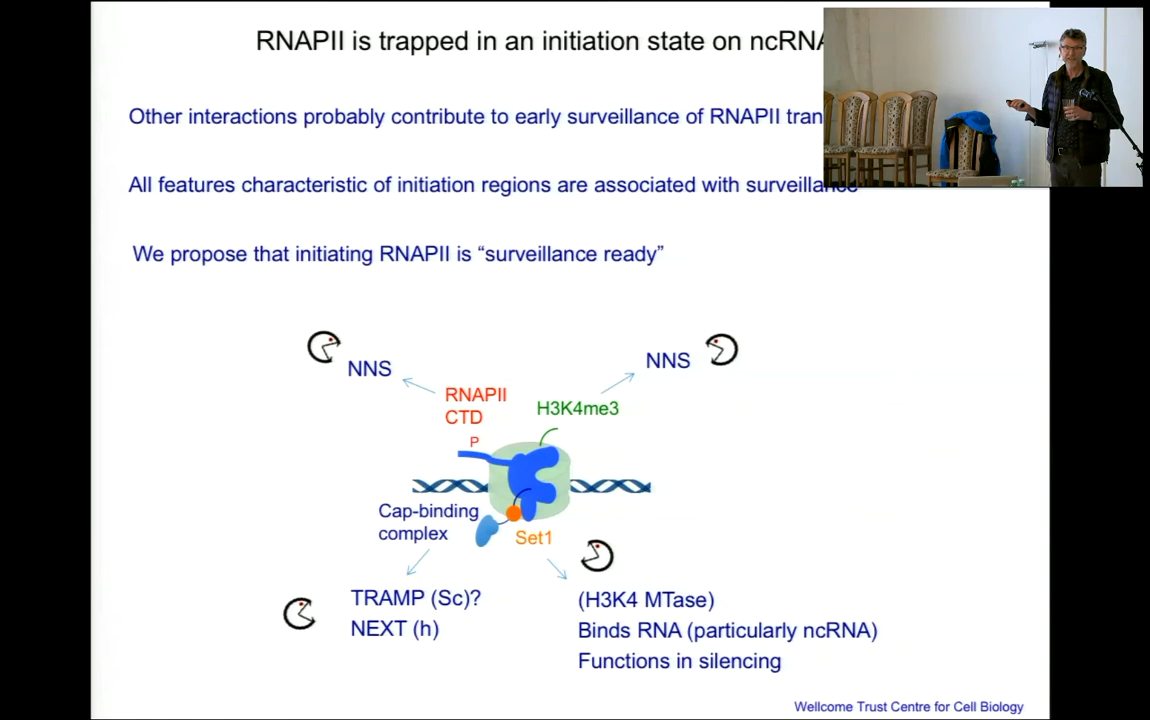 RNAPII is trapped in an initiation state on
Other interactions probably contribute to early surveillance of RNAPII
All features characteristic of initiation regions are associated with surveillance
We propose that initiating RNAPII is “surveillance ready”
NNS
NNS
RNAPII
CTD
H3K4me3
P
Cap-binding
complex
Set1
TRAMP (Sc)?
NEXT (h)
(H3K4 MTase)
Binds RNA (particularly ncRNA)
Functions in silencing
Wellcome Trust Centre for Cell Biology